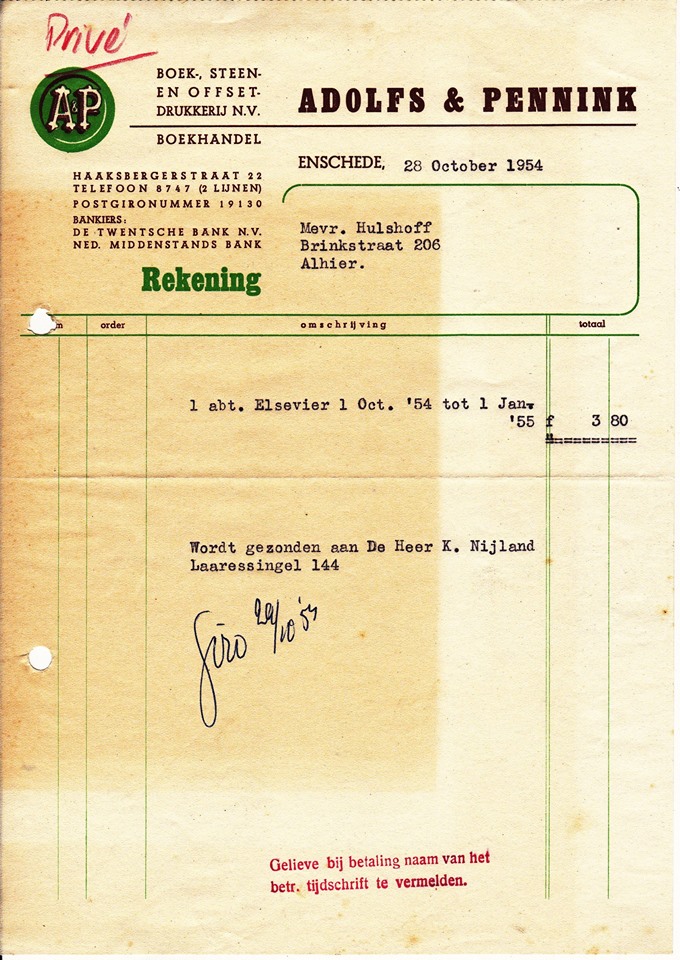 Privé
A&P
BOEK-, STEEN-
EN OFFSET-
DRUKKERIJ N.V.
BOEKHANDEL
ADOLFS & PENNINK
HAAKSBERGERSTRAAT 22
TELEFOON 8747 (2 LIJNEN)
POSTGIRONUMMER 19130
BANKIERS:
DE TWENTSCHE BANK N.V.
NED. MIDDENSTANDS BANK
Rekening
ENSCHEDE, 28 October 1954
Mevr. Hulshoff
Brinkstraat 206
Alhier.
order omschrijving totaal
1 abt. Elsevier 1 Oct. '54 tot 1 Jan.
'55 f 3 80
Wordt gezonden aan De Heer K. Nijland
Laaressingel 144
Giro 29/10 '54
Gelieve bij betaling naam van het
betr. tijdschrift te vermelden.